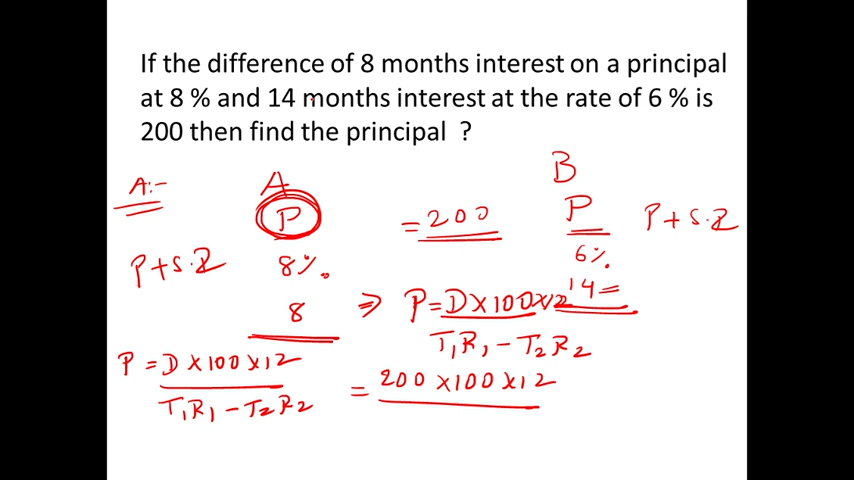 If the difference of 8 months interest on a principal
at 8 % and 14 months interest at the rate of 6 % is
200 then find the principal ?
A:-
A
B
P
= 200
P
P + S.I
P + S.I
8%.
6%.
8
14
⇒ P = D X 100 X 12
T₁R₁ - T₂R₂
P = D X 100 X 12
T₁R₁ - T₂R₂
= 200 X 100 X 12